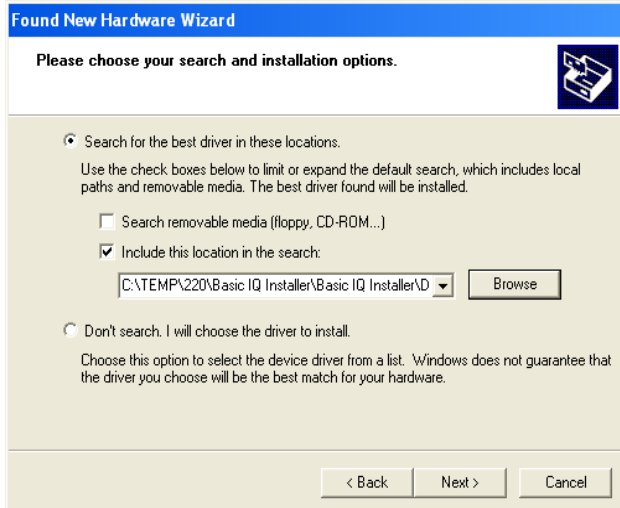 Found New Hardware Wizard
Please choose your search and installation options.
Search for the best driver in these locations.
Use the check boxes below to limit or expand the default search, which includes local
paths and removable media. The best driver found will be installed.
Search removable media (floppy, CD-ROM...)
Include this location in the search:
C:\TEMP\220\Basic IQ Installer\Basic IQ Installer\D
Browse
Don't search. I will choose the driver to install.
Choose this option to select the device driver from a list. Windows does not guarantee that
the driver you choose will be the best match for your hardware.
< Back Next > Cancel